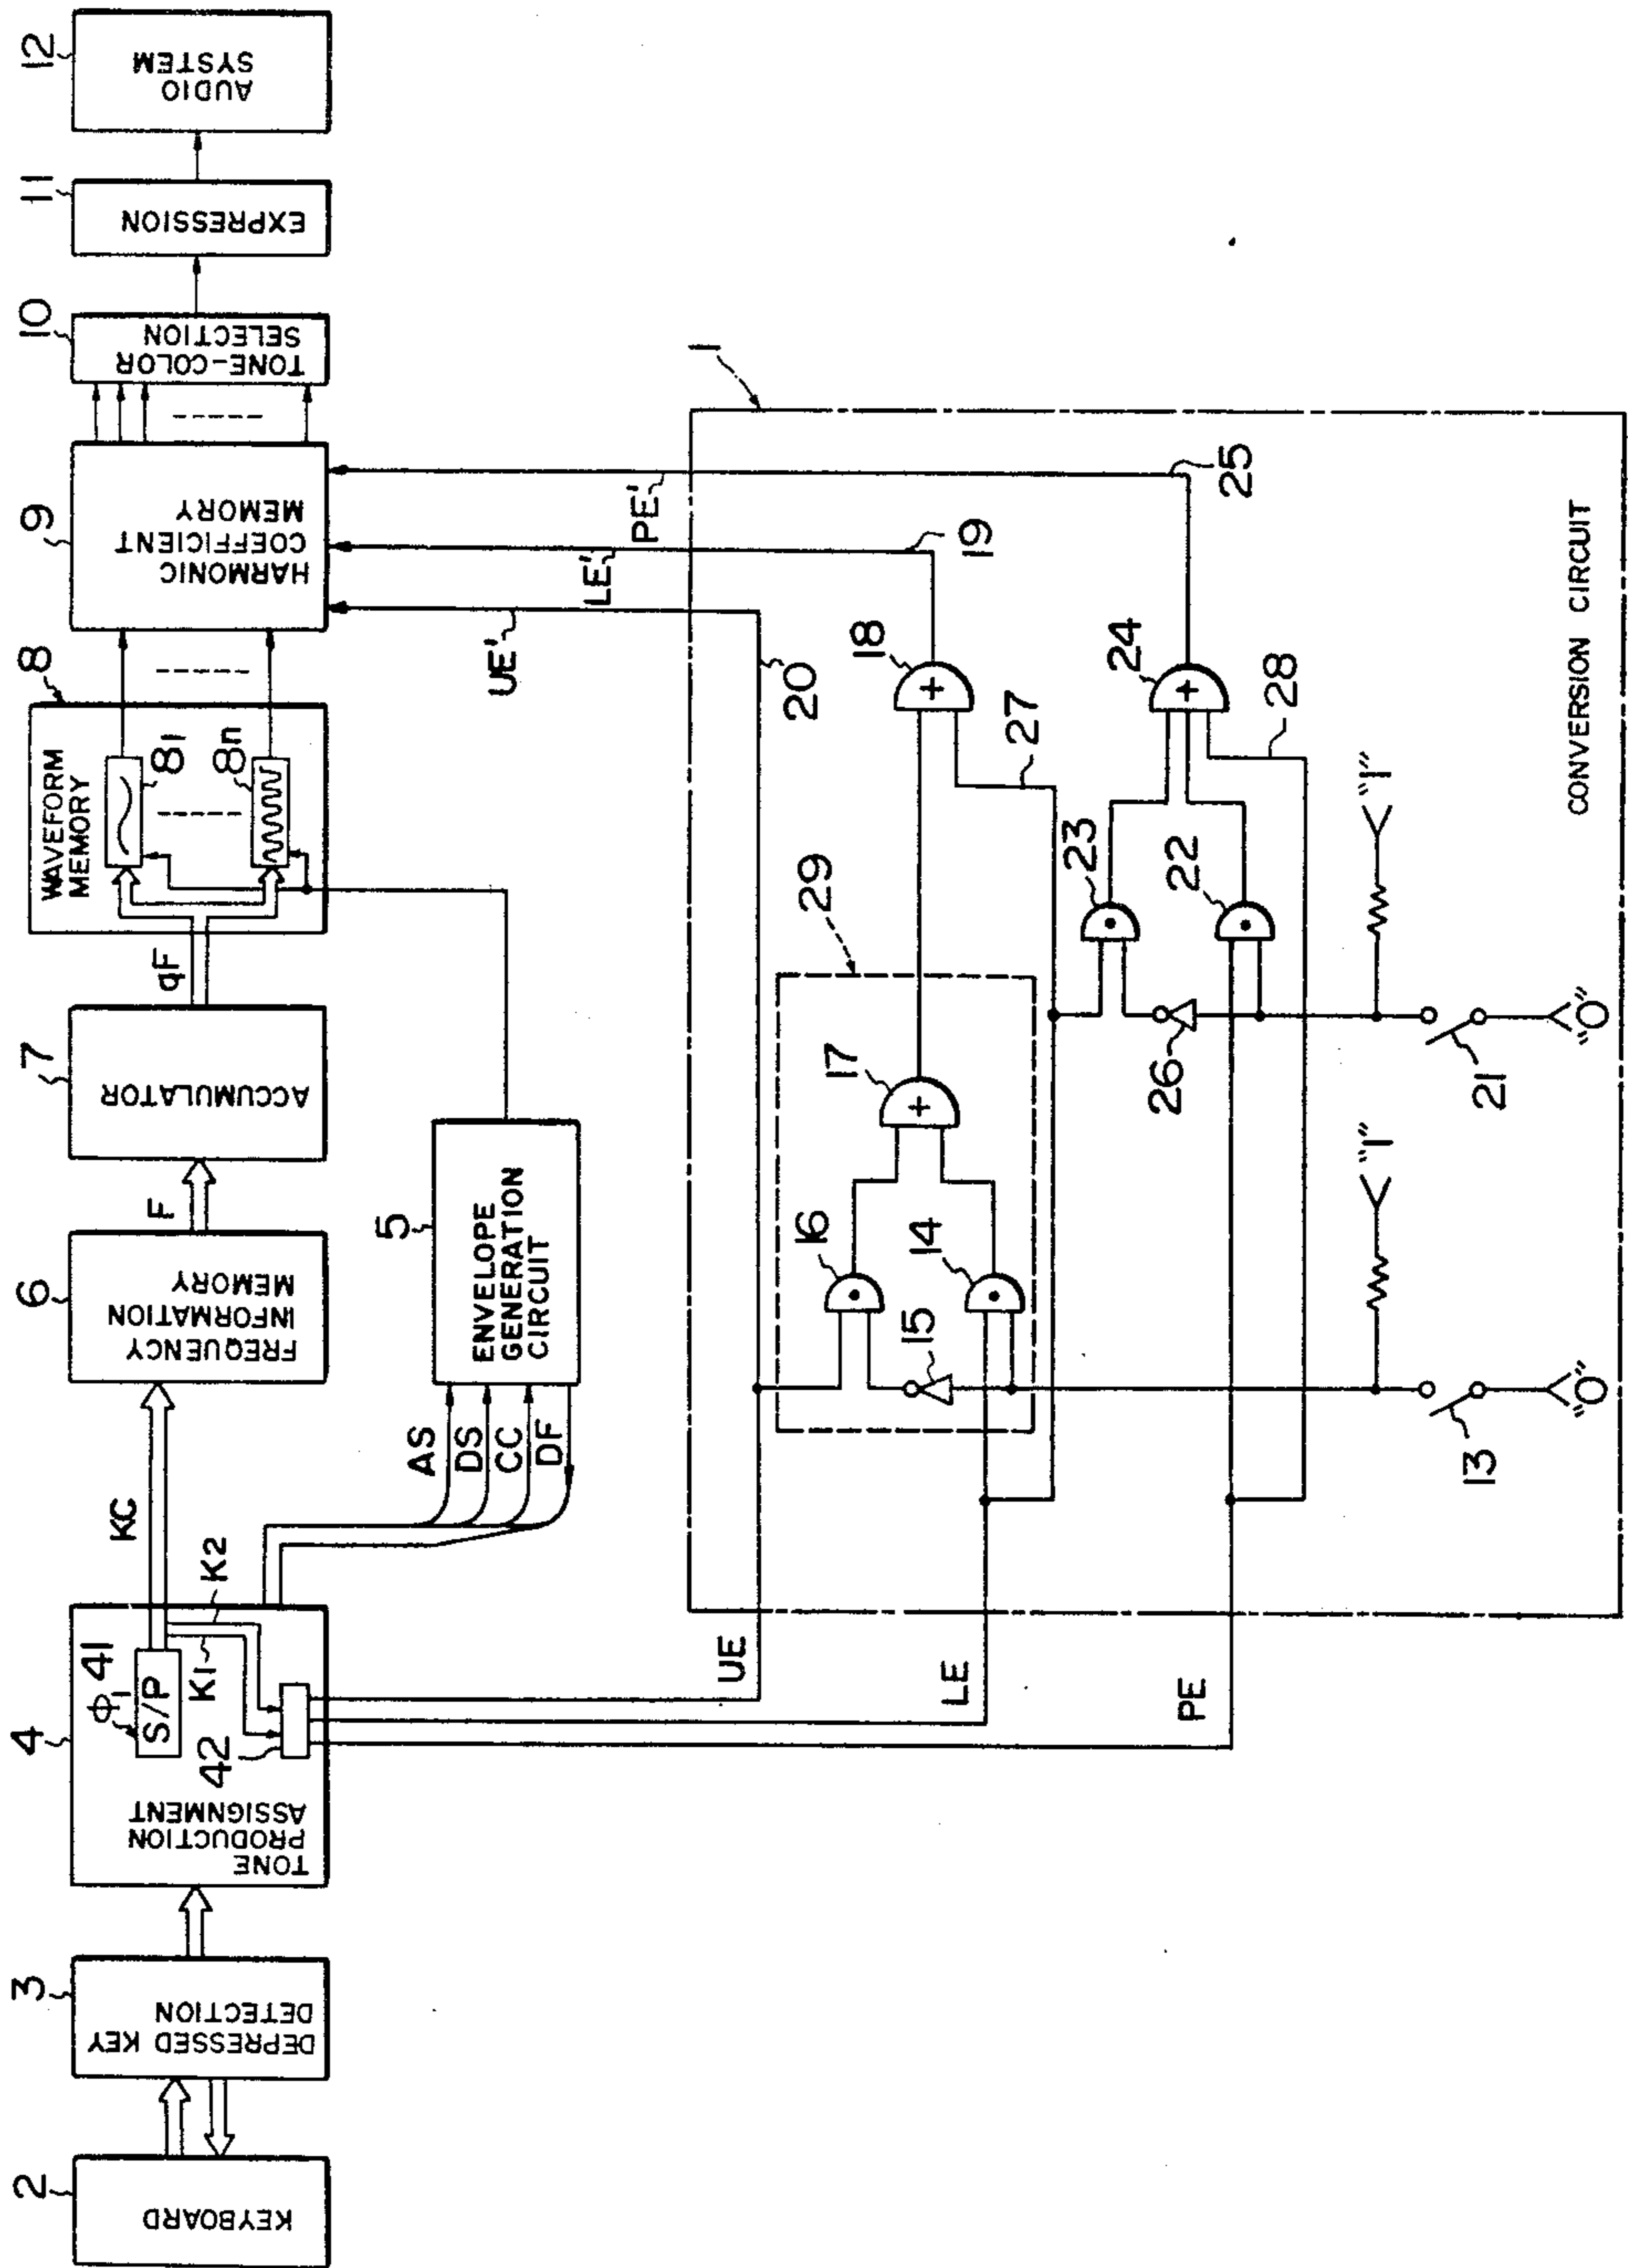 2
KEYBOARD
3
DEPRESSED KEY
DETECTION
4
TONE
PRODUCTION
ASSIGNMENT
S/P
41
φ1
K1
K2
42
KC
6
FREQUENCY
INFORMATION
MEMORY
F
7
ACCUMULATOR
qF
8
WAVEFORM
MEMORY
81
8n
9
HARMONIC
COEFFICIENT
MEMORY
10
TONE-COLOR
SELECTION
11
EXPRESSION
12
AUDIO
SYSTEM
AS
DS
CC
DF
5
ENVELOPE
GENERATION
CIRCUIT
UE
LE
PE
UE'
LE'
PE'
1
20
19
25
29
16
15
14
17
18
27
23
26
22
24
28
13
"0"
"1"
21
"0"
"1"
CONVERSION CIRCUIT